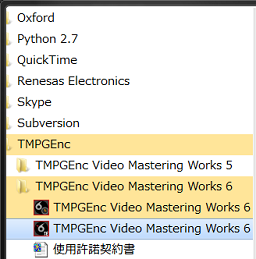 Oxford
Python 2.7
QuickTime
Renesas Electronics
Skype
Subversion
TMPGEnc
TMPGEnc Video Mastering Works 5
TMPGEnc Video Mastering Works 6
TMPGEnc Video Mastering Works 6
TMPGEnc Video Mastering Works 6
使用許諾契約書